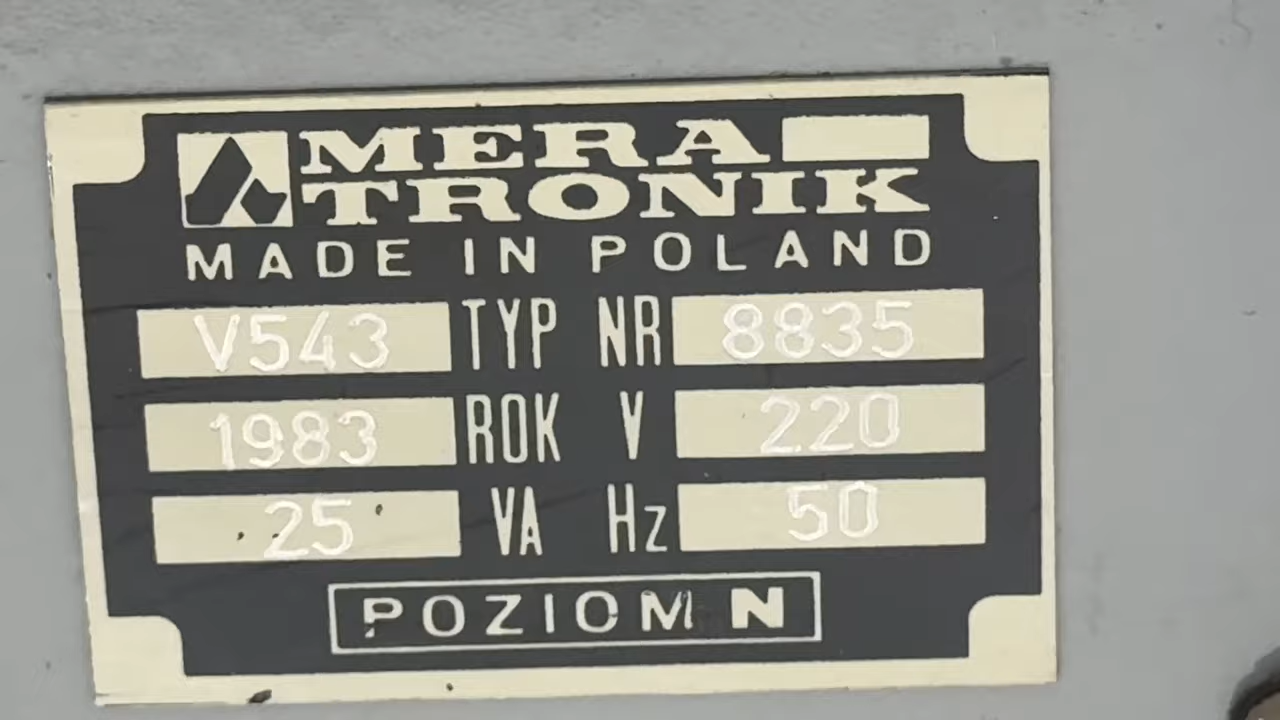 MERA
TRONIK
MADE IN POLAND
V543 TYP NR 8835
1983 ROK V 220
25 VA Hz 50
POZIOM N